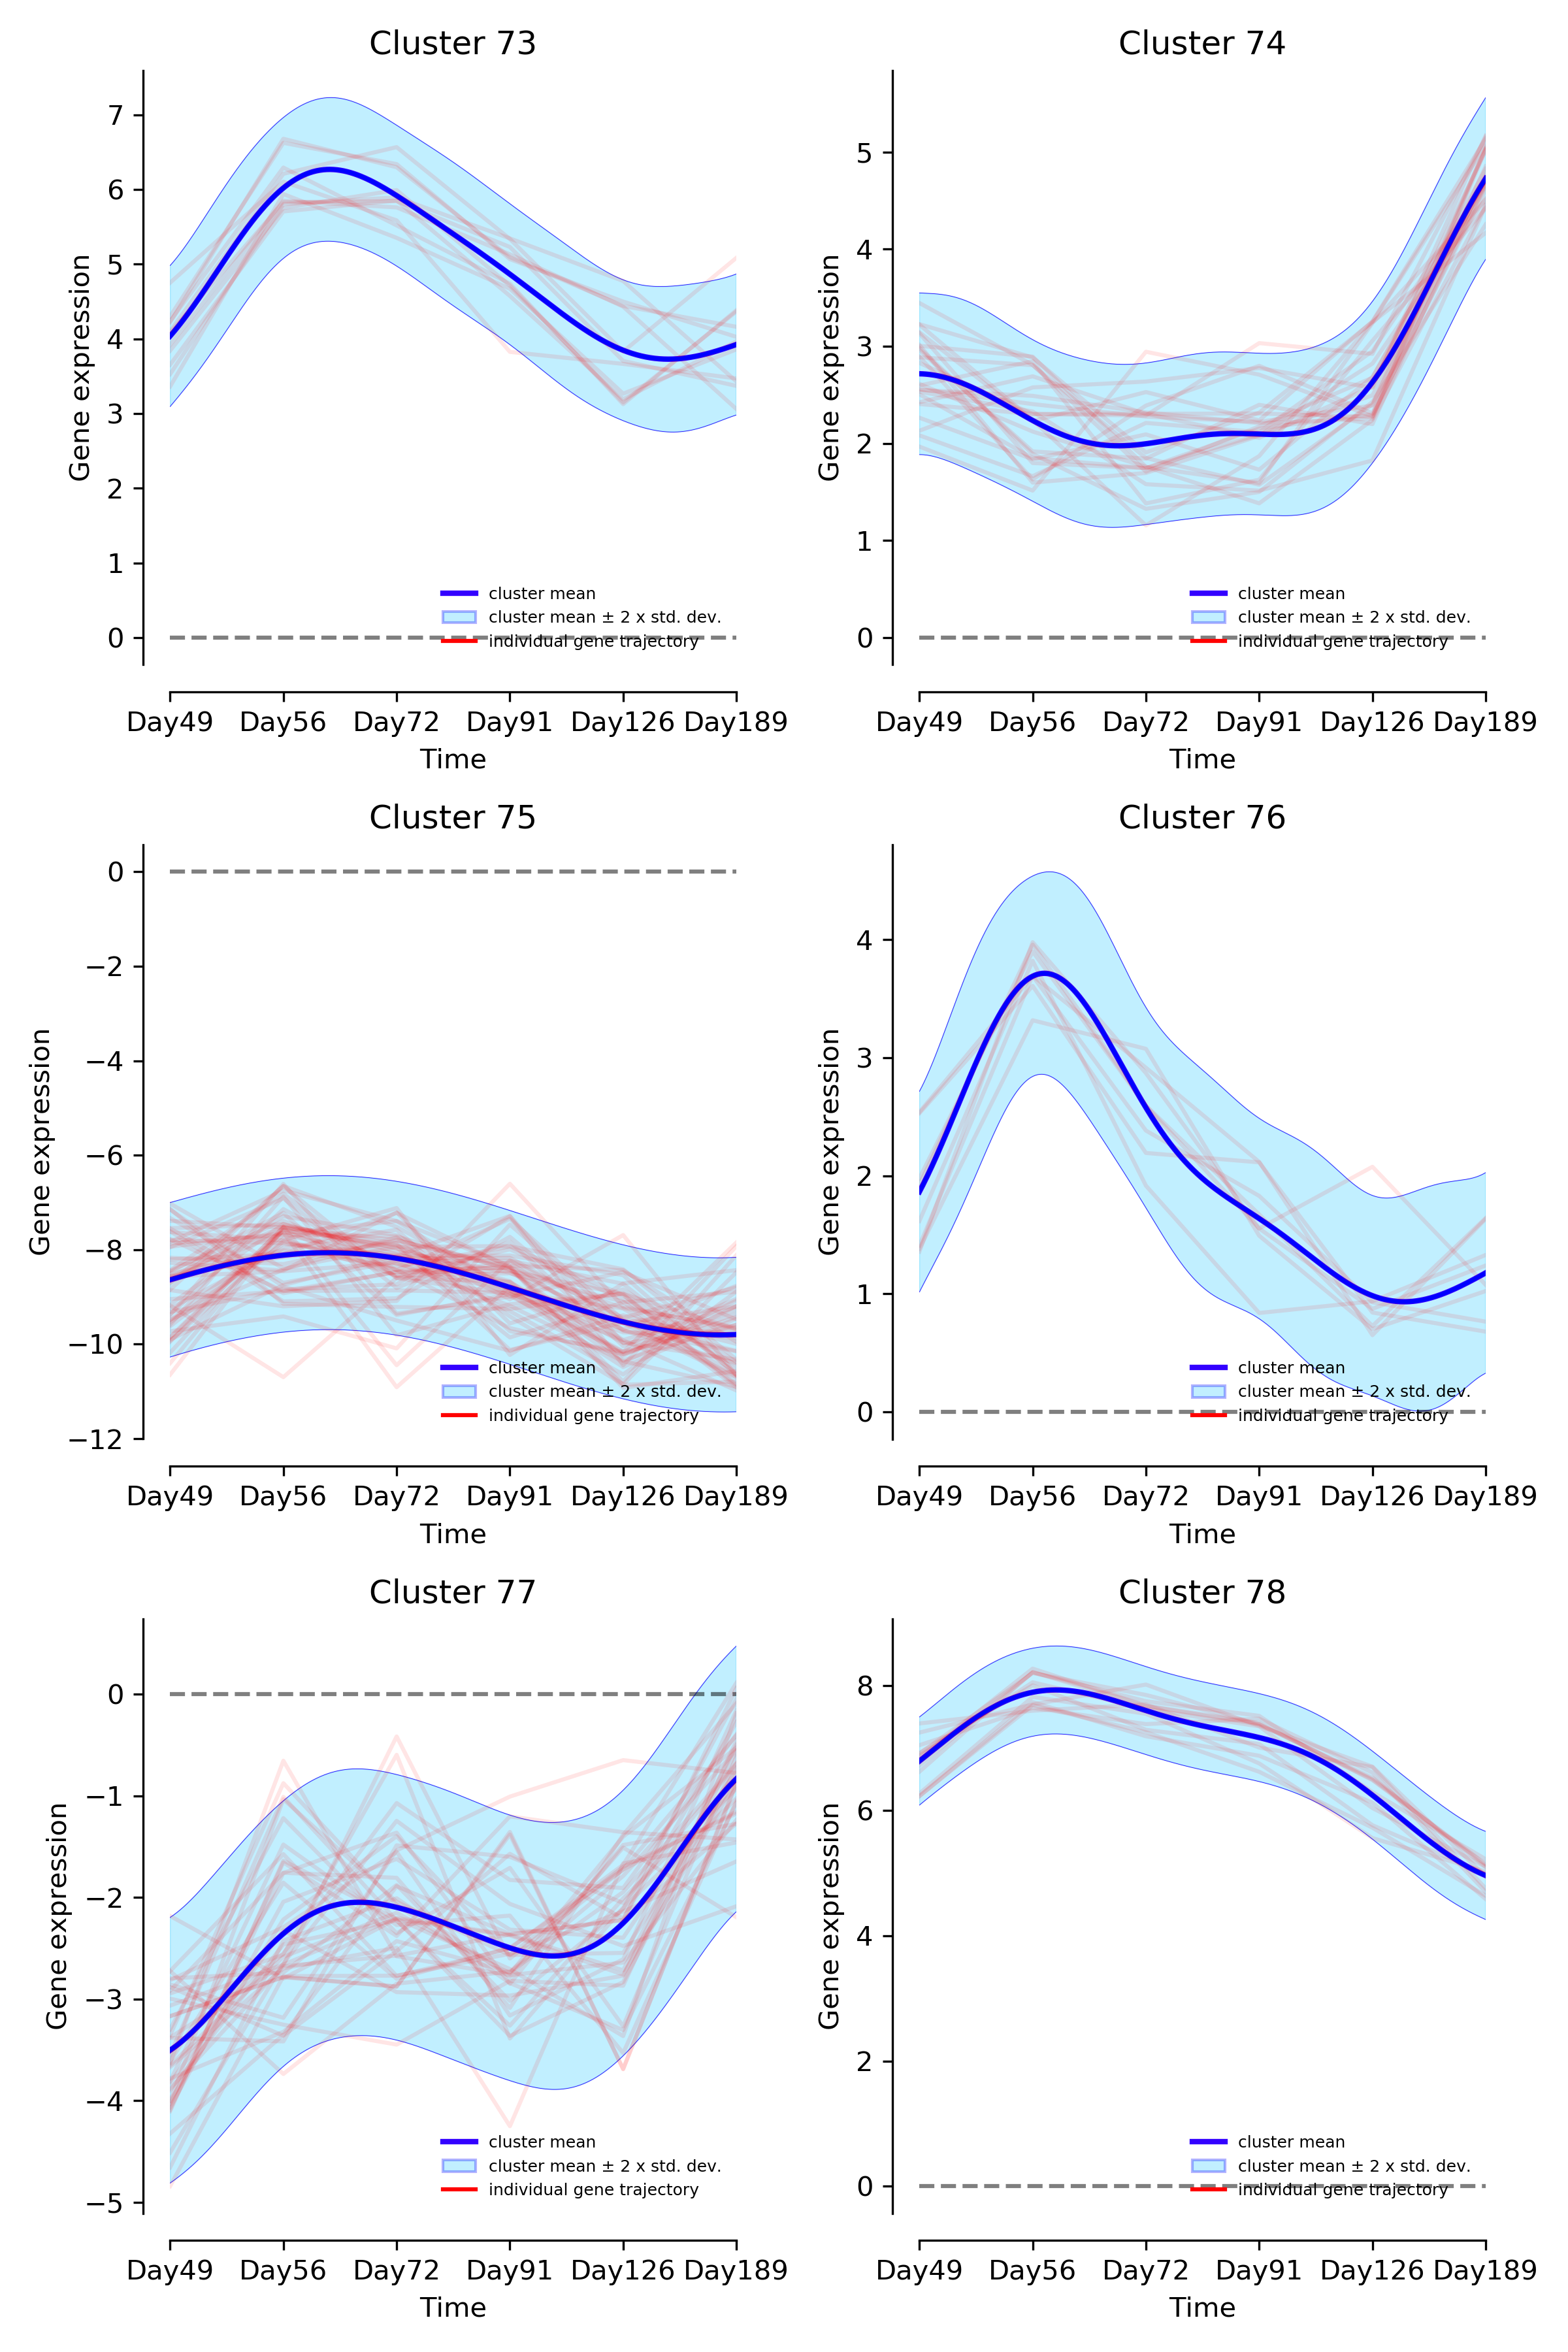 Cluster 73
Gene expression
7
6
5
4
3
2
1
0
cluster mean
cluster mean ± 2 x std. dev.
individual gene trajectory
Day49 Day56 Day72 Day91 Day126 Day189
Time
Cluster 74
Gene expression
5
4
3
2
1
0
cluster mean
cluster mean ± 2 x std. dev.
individual gene trajectory
Day49 Day56 Day72 Day91 Day126 Day189
Time
Cluster 75
Gene expression
0
−2
−4
−6
−8
−10
−12
cluster mean
cluster mean ± 2 x std. dev.
individual gene trajectory
Day49 Day56 Day72 Day91 Day126 Day189
Time
Cluster 76
Gene expression
4
3
2
1
0
cluster mean
cluster mean ± 2 x std. dev.
individual gene trajectory
Day49 Day56 Day72 Day91 Day126 Day189
Time
Cluster 77
Gene expression
0
−1
−2
−3
−4
−5
cluster mean
cluster mean ± 2 x std. dev.
individual gene trajectory
Day49 Day56 Day72 Day91 Day126 Day189
Time
Cluster 78
Gene expression
8
6
4
2
0
cluster mean
cluster mean ± 2 x std. dev.
individual gene trajectory
Day49 Day56 Day72 Day91 Day126 Day189
Time